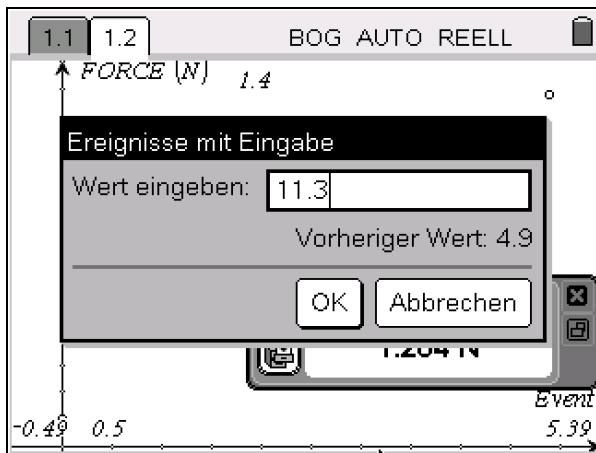 1.1 1.2 BOG AUTO REELL
FORCE (N) 1.4
Ereignisse mit Eingabe
Wert eingeben: 11.3
Vorheriger Wert: 4.9
OK Abbrechen
N
Event
-0.49 0.5 5.39